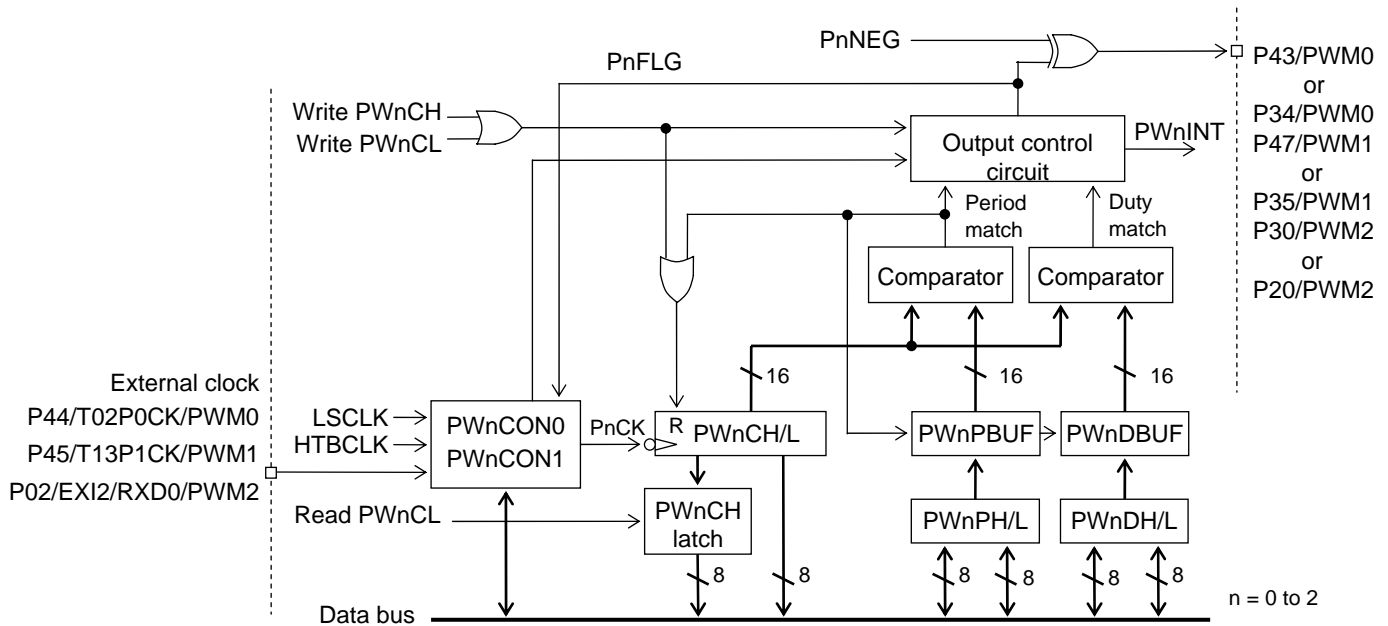 PnNEG
PnFLG
P43/PWM0
or
P34/PWM0
P47/PWM1
or
P35/PWM1
P30/PWM2
or
P20/PWM2
Write PWnCH
Write PWnCL
Output control
circuit
PWnINT
Period
match
Duty
match
Comparator
Comparator
16
16
16
External clock
P44/T02P0CK/PWM0
P45/T13P1CK/PWM1
P02/EXI2/RXD0/PWM2
LSCLK
HTBCLK
PWnCON0
PWnCON1
PnCK
R
PWnCH/L
PWnPBUF
PWnDBUF
Read PWnCL
PWnCH
latch
PWnPH/L
PWnDH/L
8
8
8
8
8
8
Data bus
n = 0 to 2